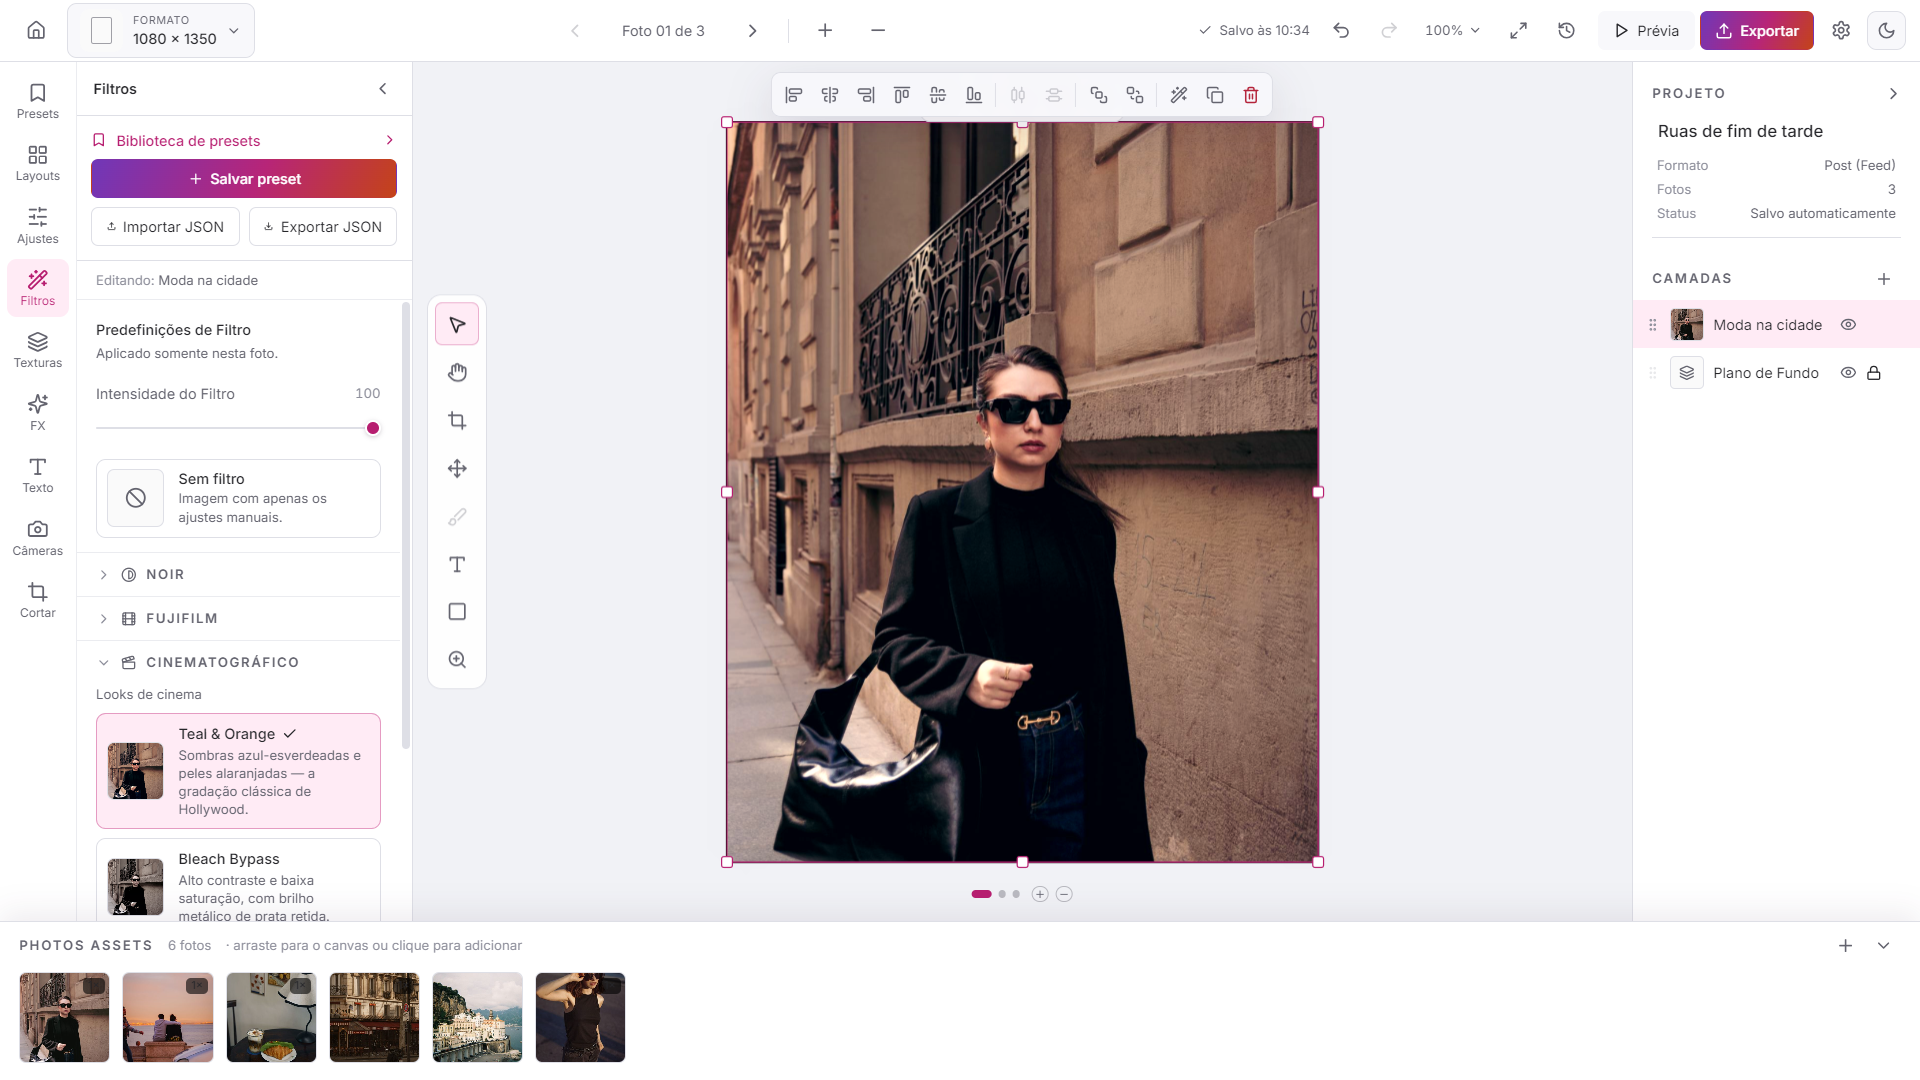 FORMATO
1080 × 1350
Foto 01 de 3
Salvo às 10:34
100%
Prévia
Exportar
Presets
Layouts
Ajustes
Filtros
Texturas
FX
Texto
Câmeras
Cortar
Filtros
Biblioteca de presets
Salvar preset
Importar JSON
Exportar JSON
Editando: Moda na cidade
Predefinições de Filtro
Aplicado somente nesta foto.
Intensidade do Filtro 100
Sem filtro
Imagem com apenas os
ajustes manuais.
NOIR
FUJIFILM
CINEMATOGRÁFICO
Looks de cinema
Teal & Orange
Sombras azul-esverdeadas e
peles alaranjadas — a
gradação clássica de
Hollywood.
Bleach Bypass
Alto contraste e baixa
saturação, com brilho
metálico de prata retida.
PROJETO
Ruas de fim de tarde
Formato Post (Feed)
Fotos 3
Status Salvo automaticamente
CAMADAS
Moda na cidade
Plano de Fundo
PHOTOS ASSETS 6 fotos · arraste para o canvas ou clique para adicionar